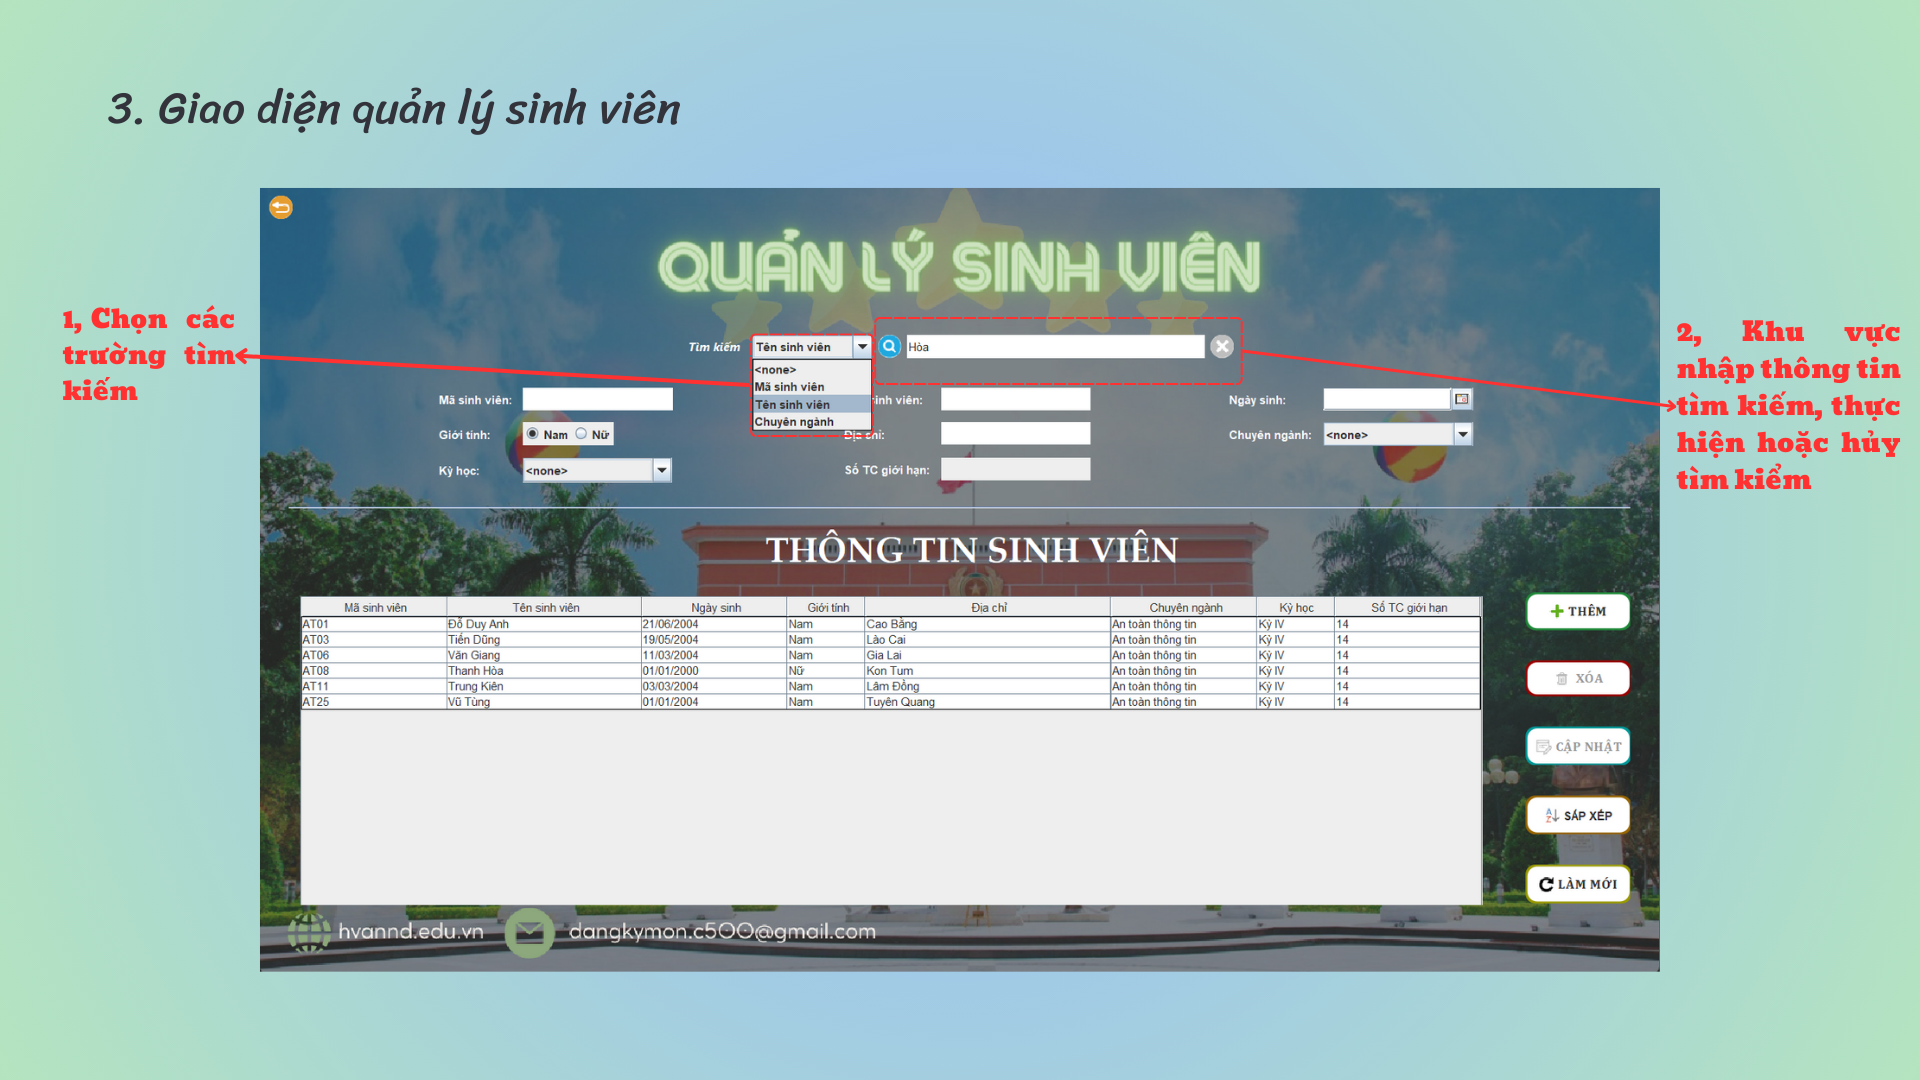 3. Giao diện quản lý sinh viên
QUẢN LÝ SINH VIÊN
1, Chọn các
trường tìm
kiếm
2, Khu vực
nhập thông tin
tìm kiếm, thực
hiện hoặc hủy
tìm kiểm
Tìm kiếm Tên sinh viên Hòa
<none>
Mã sinh viên
Tên sinh viên
Chuyên ngành
Mã sinh viên: sinh viên: Ngày sinh:
Giới tính: Nam Nữ Địa chỉ: Chuyên ngành: <none>
Kỳ học: <none> Số TC giới hạn:
THÔNG TIN SINH VIÊN
Mã sinh viên Tên sinh viên Ngày sinh Giới tính Địa chỉ Chuyên ngành Kỳ học Số TC giới hạn
AT01 Đỗ Duy Anh 21/06/2004 Nam Cao Bằng An toàn thông tin Kỳ IV 14
AT03 Tiến Dũng 19/05/2004 Nam Lào Cai An toàn thông tin Kỳ IV 14
AT06 Văn Giang 11/03/2004 Nam Gia Lai An toàn thông tin Kỳ IV 14
AT08 Thanh Hòa 01/01/2000 Nữ Kon Tum An toàn thông tin Kỳ IV 14
AT11 Trung Kiên 03/03/2004 Nam Lâm Đồng An toàn thông tin Kỳ IV 14
AT25 Vũ Tùng 01/01/2004 Nam Tuyên Quang An toàn thông tin Kỳ IV 14
THÊM
XÓA
CẬP NHẬT
SẮP XẾP
LÀM MỚI
hvannd.edu.vn dangkymon.c500@gmail.com